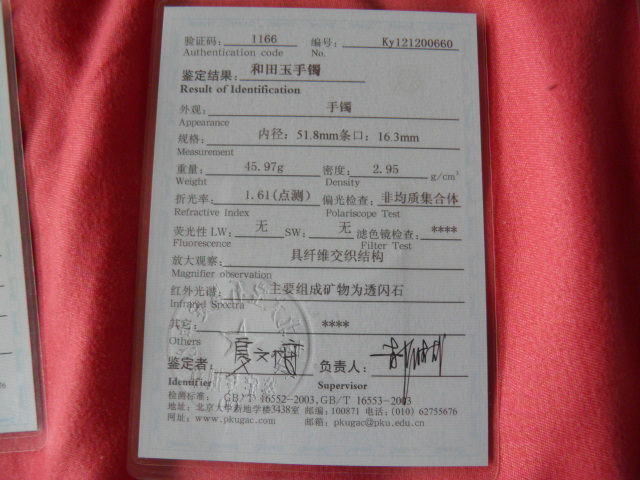 验证码: 1166 编号: Ky121200660
Authentication code No.
鉴定结果: 和田玉手镯
Result of Identification
外观: 手镯
Appearance
规格: 内径: 51.8mm条口: 16.3mm
Measurement
重量: 45.97g 密度: 2.95 g/cm³
Weight Density
折光率: 1.61(点测) 偏光检查: 非均质集合体
Refractive Index Polariscope Test
荧光性 LW: 无 SW: 无 滤色镜检查: ****
Fluorescence Filter Test
放大观察: 具纤维交织结构
Magnifier observation
红外光谱: 主要组成矿物为透闪石
Infrared Spectra
其它: ****
Others
鉴定者: 负责人:
Identifier Supervisor
检测标准: GB/T 16552-2003,GB/T 16553-2003
地址: 北京大学新地学楼3438室 邮编: 100871 电话: (010) 62755676
网址: www.pkugac.com 邮箱: pkugac@pku.edu.cn